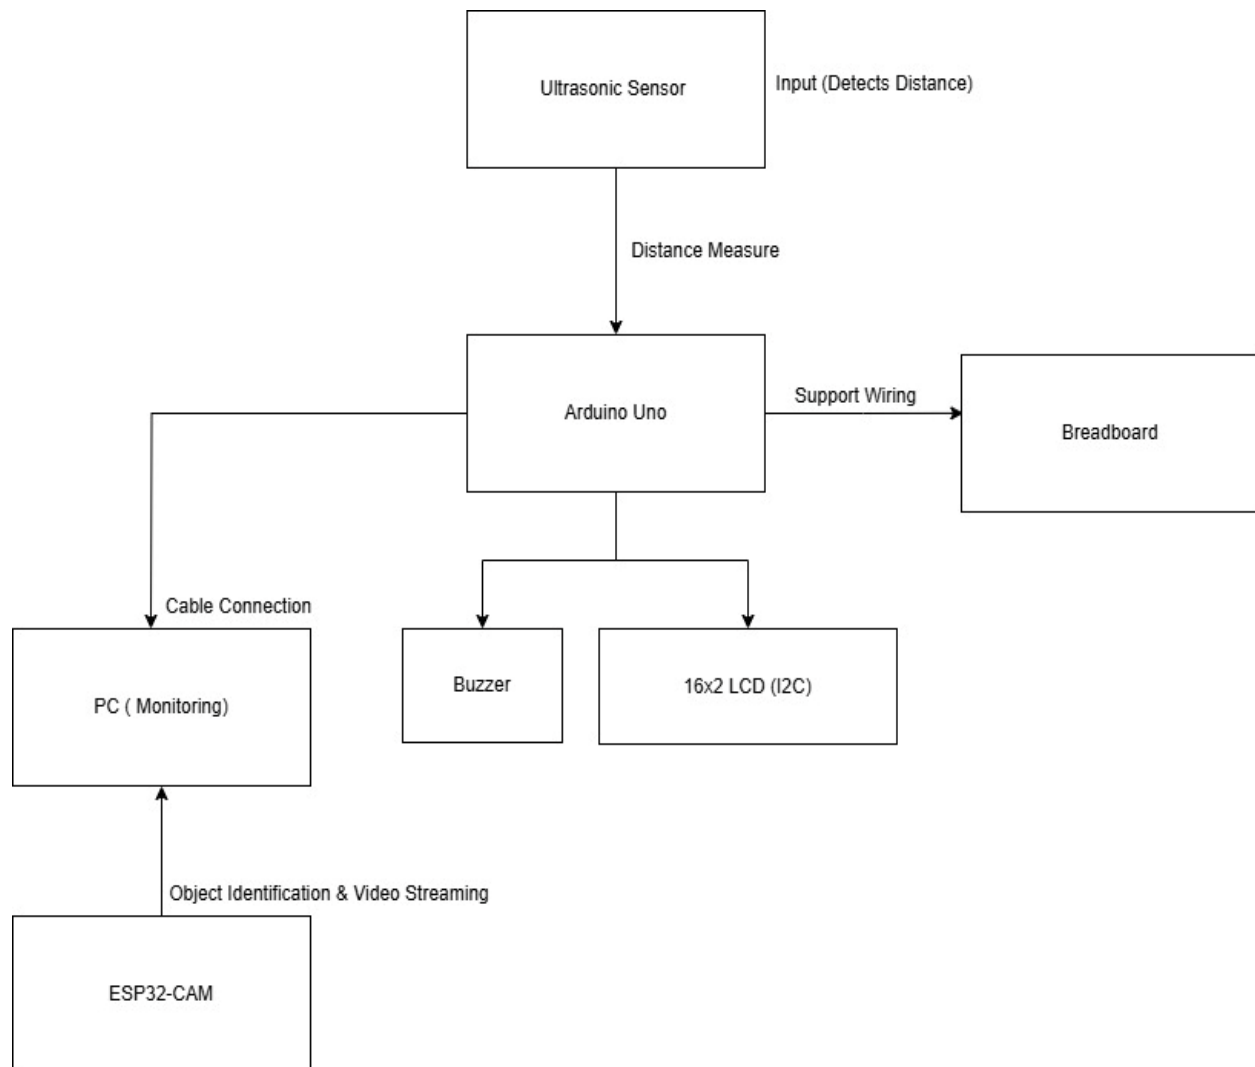 Ultrasonic Sensor
Input (Detects Distance)
Distance Measure
Arduino Uno
Support Wiring
Breadboard
Cable Connection
PC ( Monitoring)
Buzzer
16x2 LCD (I2C)
Object Identification & Video Streaming
ESP32-CAM